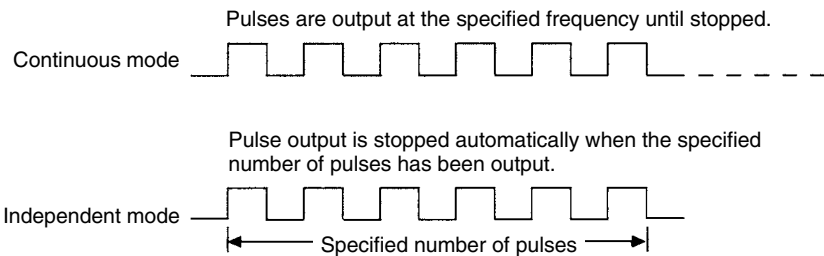 Pulses are output at the specified frequency until stopped.
Continuous mode
Pulse output is stopped automatically when the specified
number of pulses has been output.
Independent mode
Specified number of pulses